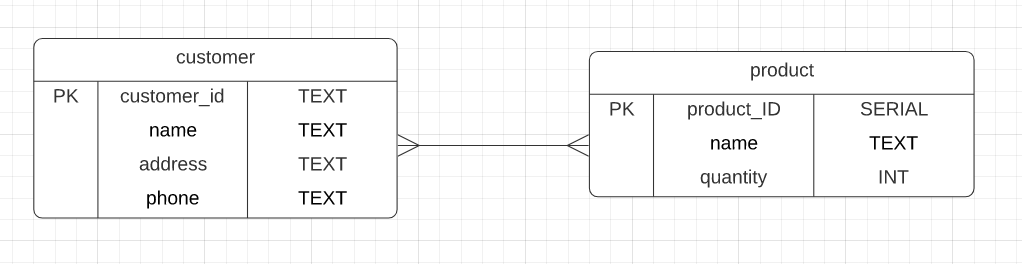 customer
PK customer_id TEXT
name TEXT
address TEXT
phone TEXT
product
PK product_ID SERIAL
name TEXT
quantity INT